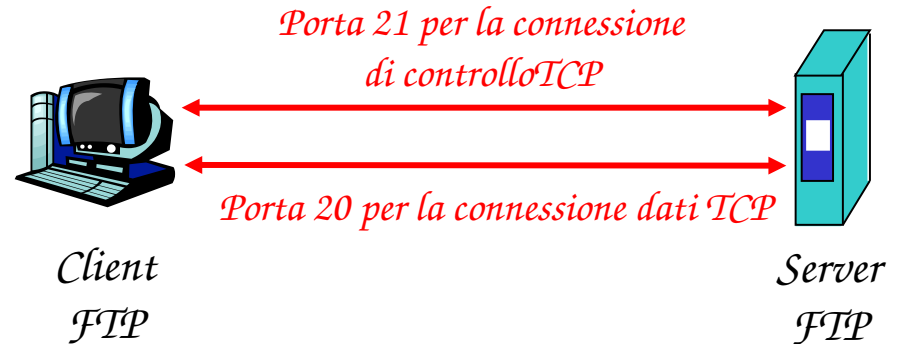 Porta 21 per la connessione
di controlloTCP
Porta 20 per la connessione dati TCP
Client
FTP
Server
FTP